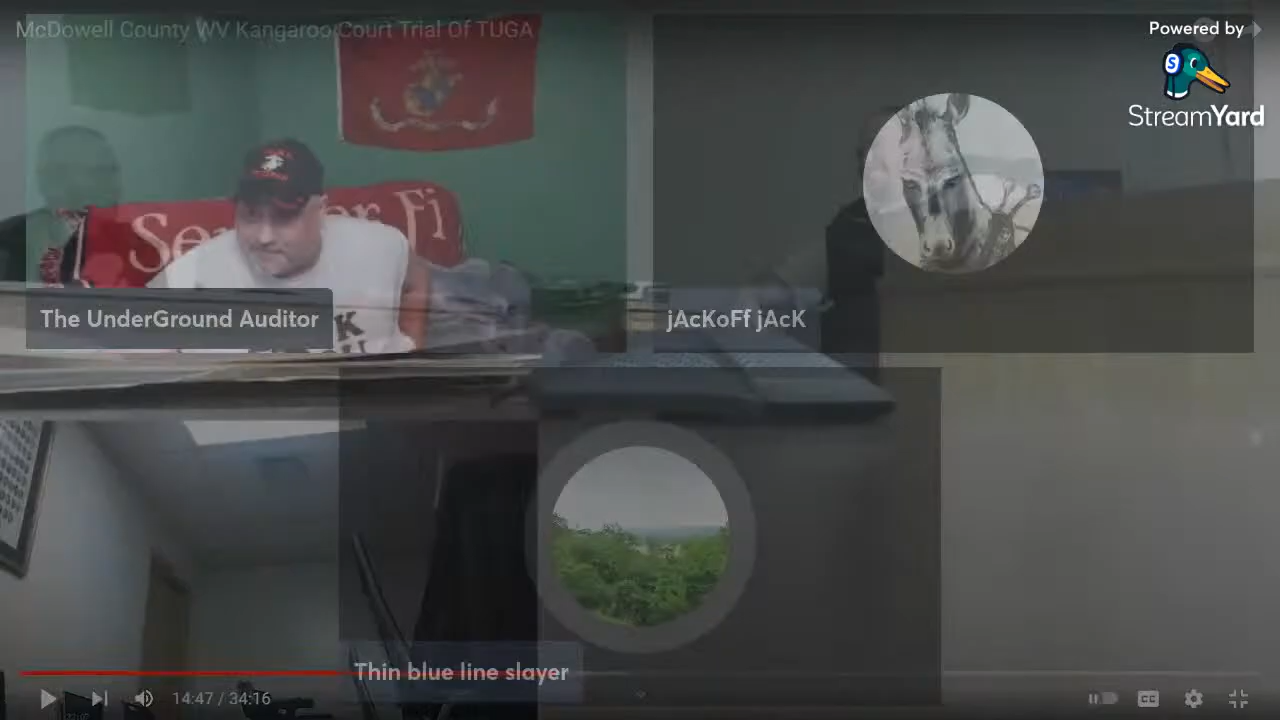 McDowell County WV Kangaroo Court Trial Of TUGA
Powered by
StreamYard
The UnderGround Auditor
jAcKoFf jAcK
Thin blue line slayer
14:47 / 34:16
CC